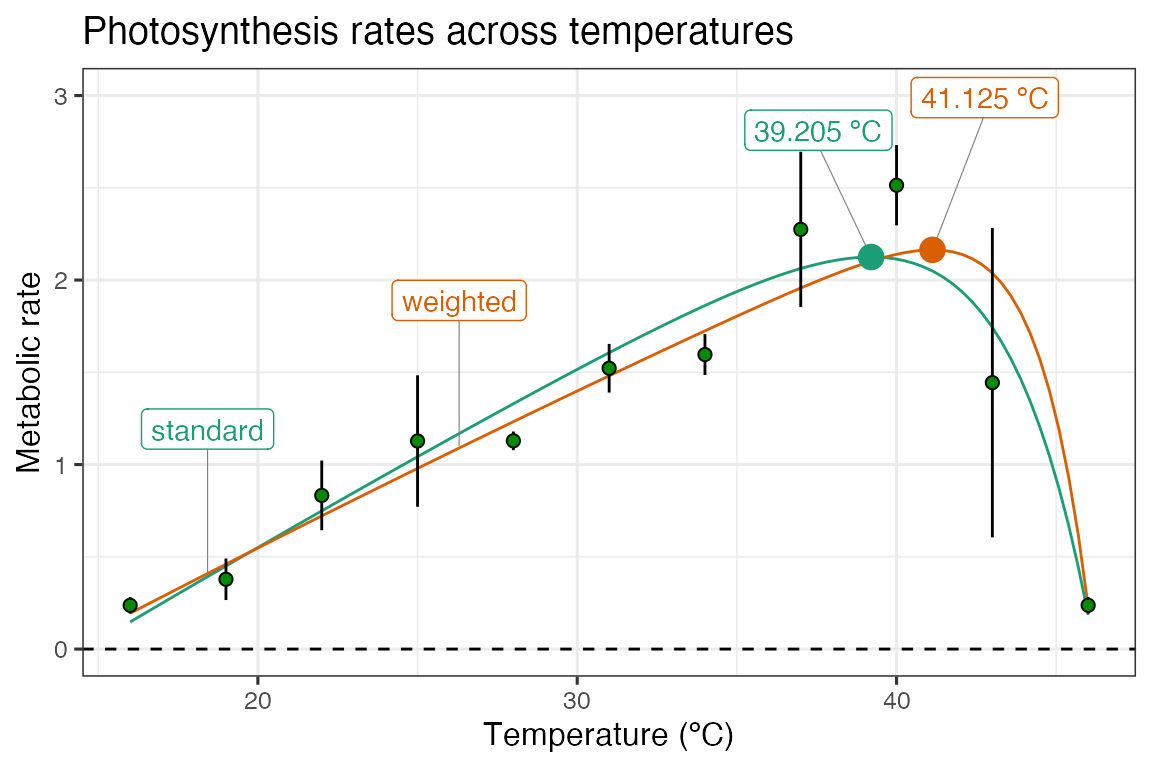 Photosynthesis rates across temperatures
3
41.125 °C
39.205 °C
2
weighted
standard
Metabolic rate
1
0
20
30
40
Temperature (°C)